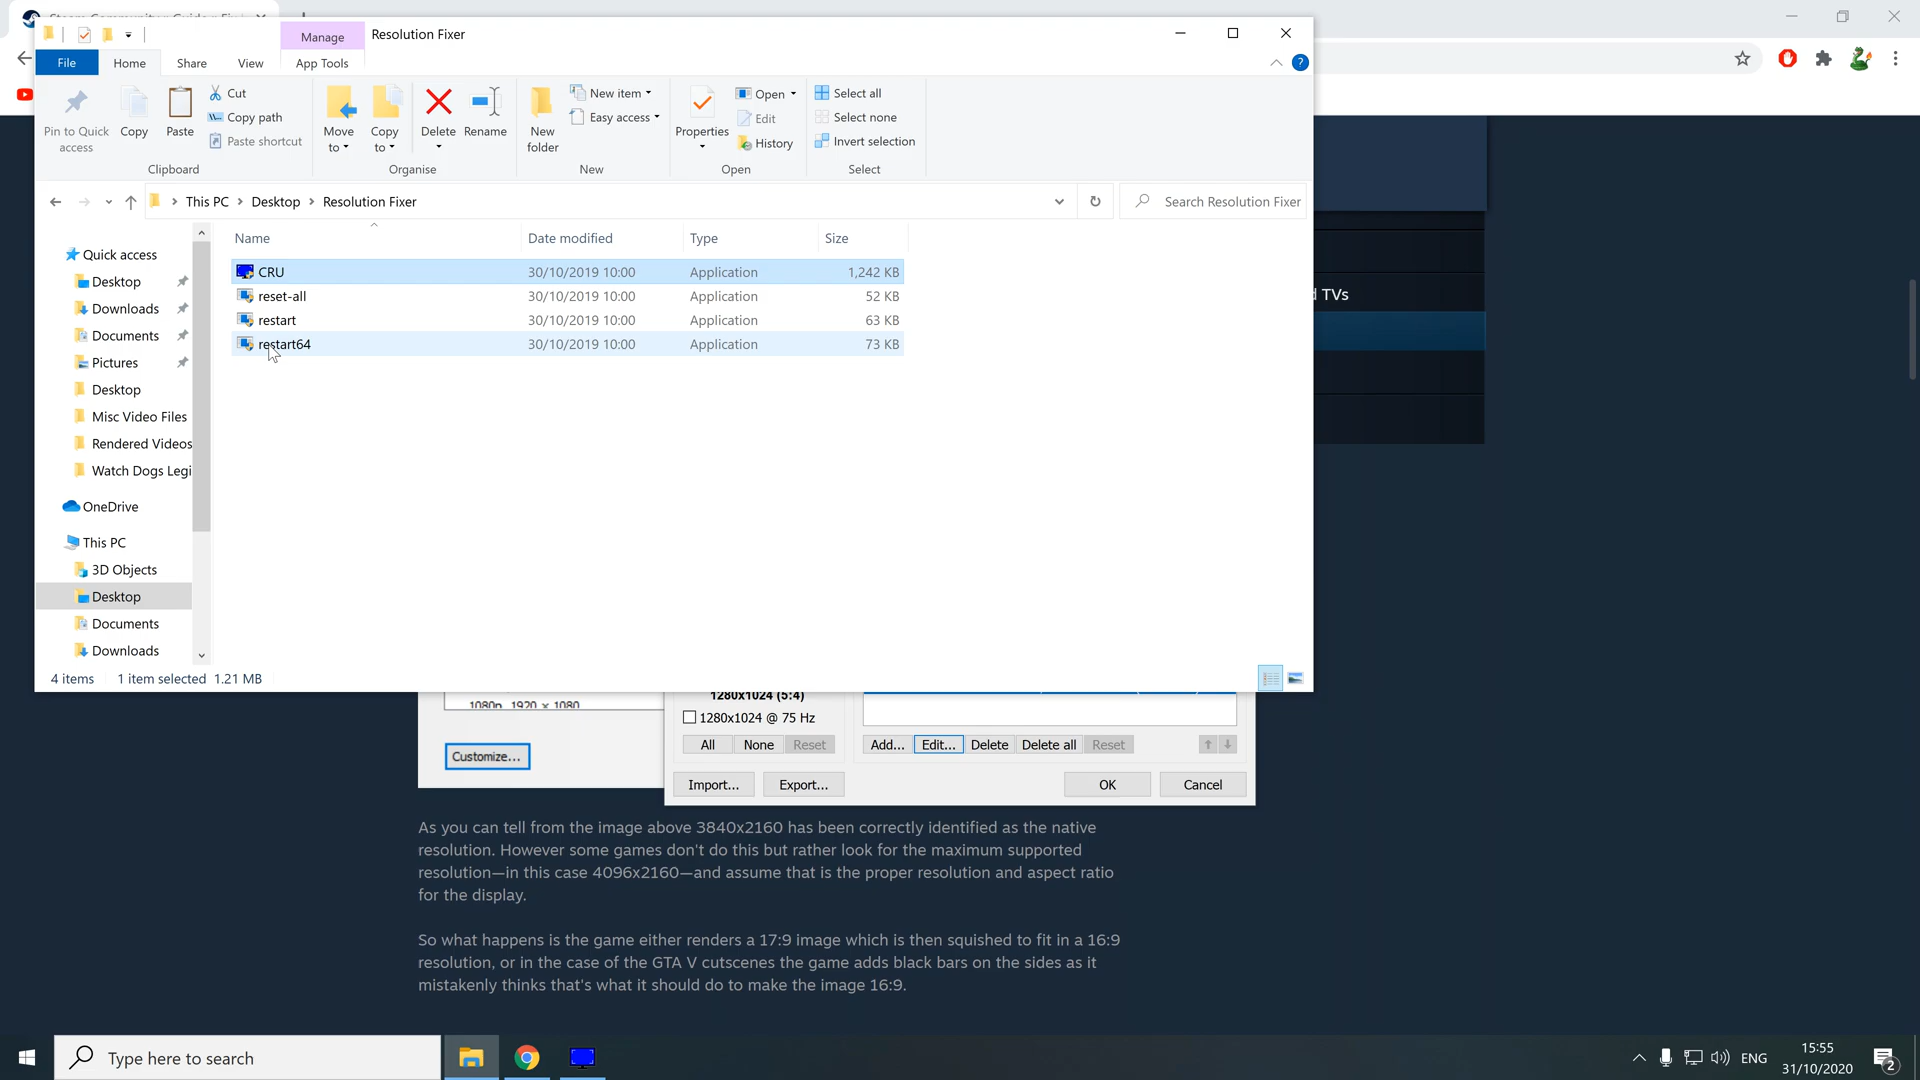 Manage
Resolution Fixer
File
Home
Share
View
App Tools
?
Pin to Quick
access
Copy
Paste
Cut
Copy path
Paste shortcut
Clipboard
Move
to
Copy
to
Delete
Rename
Organise
New
folder
New item
Easy access
New
Properties
Open
Edit
History
Open
Select all
Select none
Invert selection
Select
This PC > Desktop > Resolution Fixer
Search Resolution Fixer
Name
Date modified
Type
Size
CRU 30/10/2019 10:00 Application 1,242 KB
reset-all 30/10/2019 10:00 Application 52 KB
restart 30/10/2019 10:00 Application 63 KB
restart64 30/10/2019 10:00 Application 73 KB
Quick access
Desktop
Downloads
Documents
Pictures
Desktop
Misc Video Files
Rendered Videos
Watch Dogs Legi
OneDrive
This PC
3D Objects
Desktop
Documents
Downloads
4 items 1 item selected 1.21 MB
TVs
1080p, 1920 × 1080
Customize...
1280x1024 (5:4)
1280x1024 @ 75 Hz
All
None
Reset
Add...
Edit...
Delete
Delete all
Reset
Import...
Export...
OK
Cancel
As you can tell from the image above 3840x2160 has been correctly identified as the native
resolution. However some games don't do this but rather look for the maximum supported
resolution—in this case 4096x2160—and assume that is the proper resolution and aspect ratio
for the display.
So what happens is the game either renders a 17:9 image which is then squished to fit in a 16:9
resolution, or in the case of the GTA V cutscenes the game adds black bars on the sides as it
mistakenly thinks that's what it should do to make the image 16:9.
Type here to search
ENG
15:55
31/10/2020
2